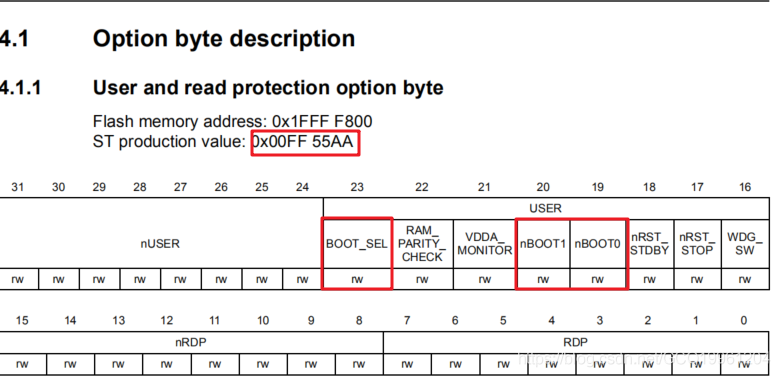 4.1 Option byte description
4.1.1 User and read protection option byte
Flash memory address: 0x1FFF F800
ST production value: 0x00FF 55AA
31 30 29 28 27 26 25 24 23 22 21 20 19 18 17 16
nUSER USER
BOOT_SEL RAM_PARITY_CHECK VDDA_MONITOR nBOOT1 nBOOT0 nRST_STDBY nRST_STOP WDG_SW
rw rw rw rw rw rw rw rw rw rw rw rw rw rw rw rw
15 14 13 12 11 10 9 8 7 6 5 4 3 2 1 0
nRDP RDP
rw rw rw rw rw rw rw rw rw rw rw rw rw rw rw rw